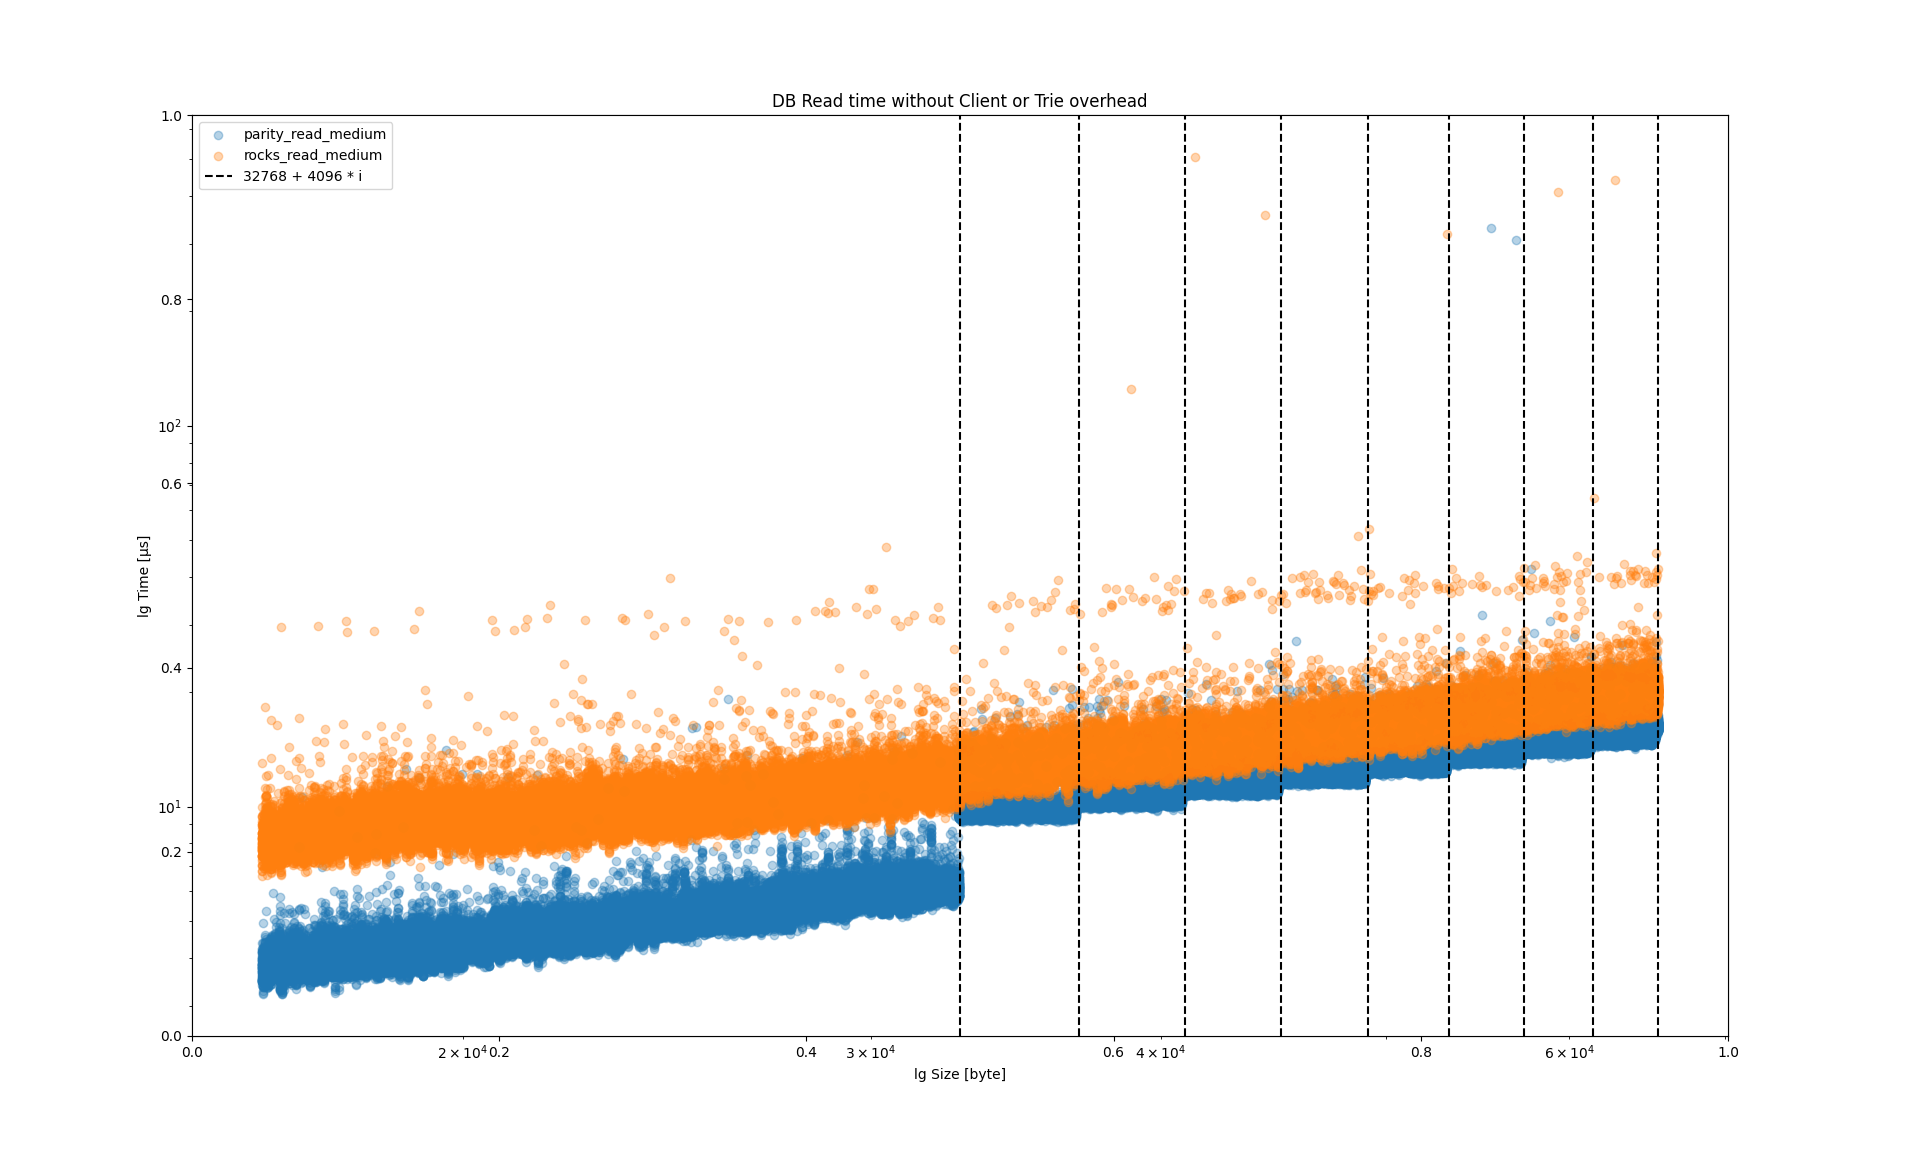 DB Read time without Client or Trie overhead
1.0
parity_read_medium
rocks_read_medium
32768 + 4096 * i
0.8
10²
0.6
lg Time [µs]
0.4
10¹
0.2
0.0
0.0
2 × 10⁴
0.2
0.4
3 × 10⁴
0.6
4 × 10⁴
0.8
6 × 10⁴
1.0
lg Size [byte]